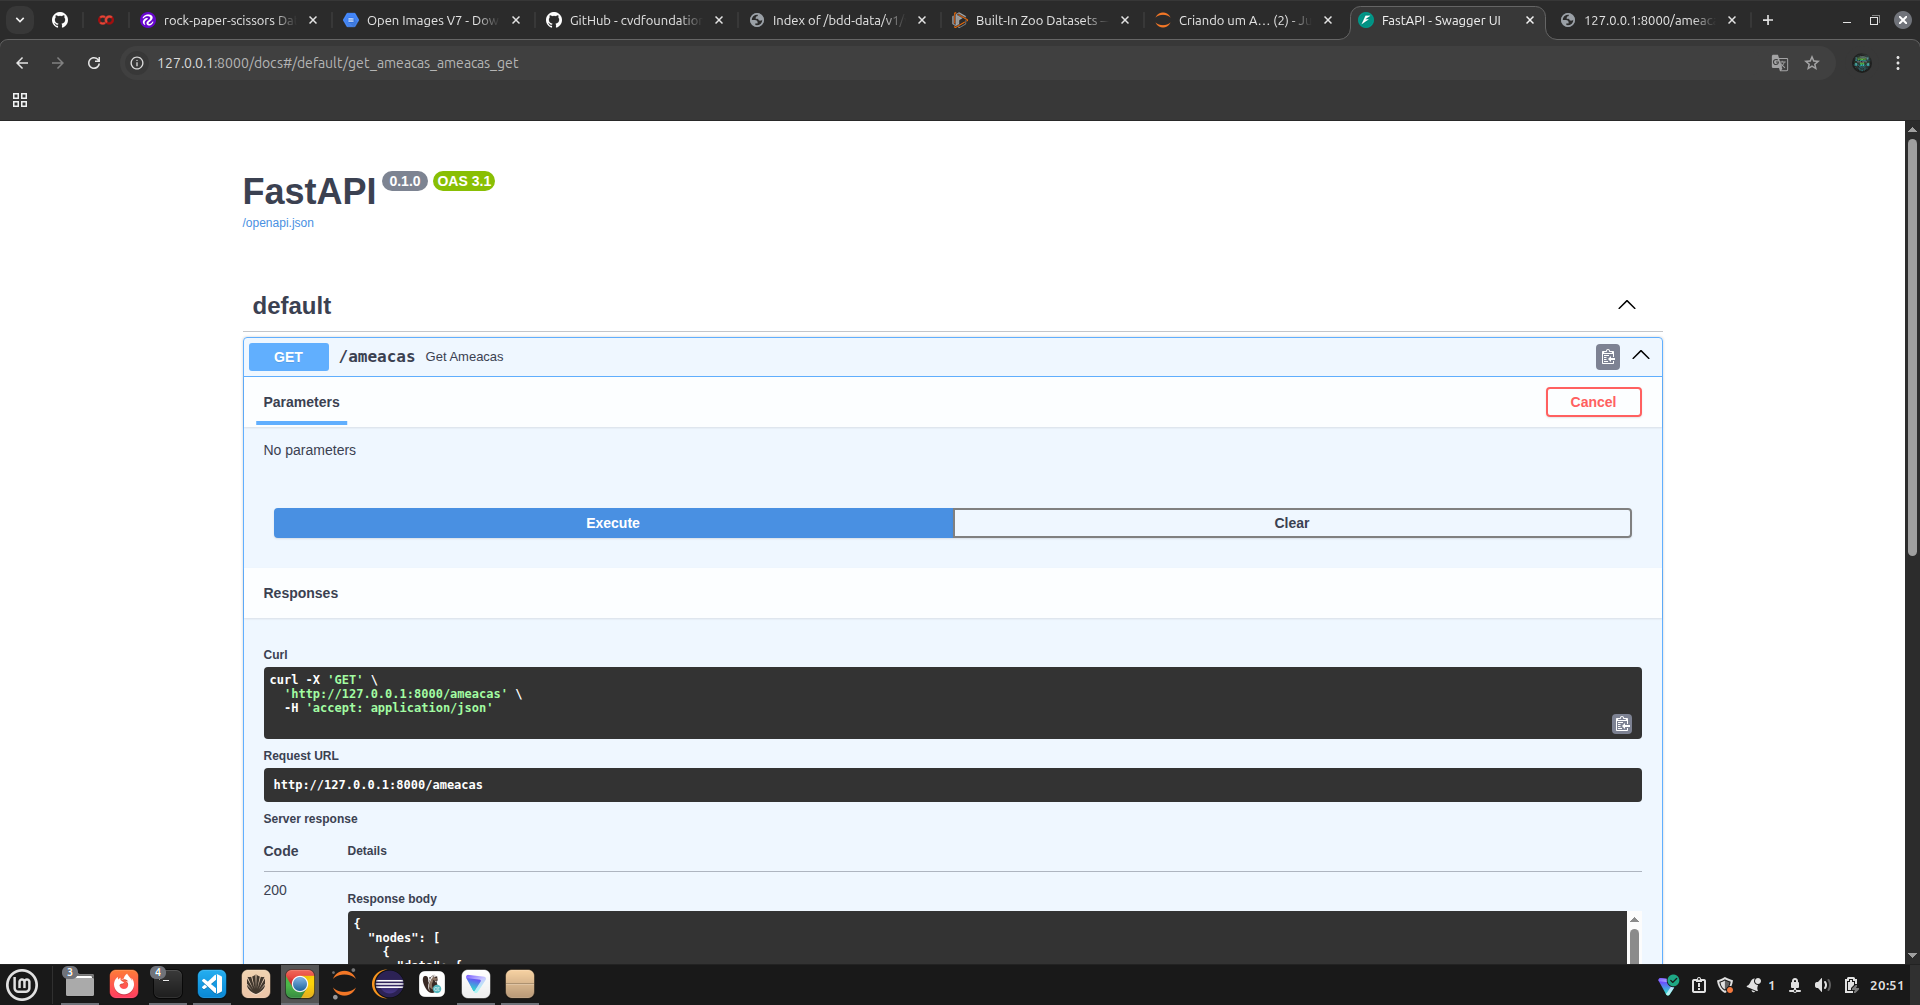 rock-paper-scissors Da
Open Images V7 - Dow
GitHub - cvdfoundatio
Index of /bdd-data/v1/
Built-In Zoo Datasets —
Criando um A... (2) - Ju
FastAPI - Swagger UI
127.0.0.1:8000/ameac
127.0.0.1:8000/docs#/default/get_ameacas_ameacas_get
FastAPI 0.1.0 OAS 3.1
/openapi.json
default
GET /ameacas Get Ameacas
Parameters
Cancel
No parameters
Execute
Clear
Responses
Curl
curl -X 'GET' \
'http://127.0.0.1:8000/ameacas' \
-H 'accept: application/json'
Request URL
http://127.0.0.1:8000/ameacas
Server response
Code Details
200
Response body
{
"nodes": [
{
"data": {
3
4
1
20:51